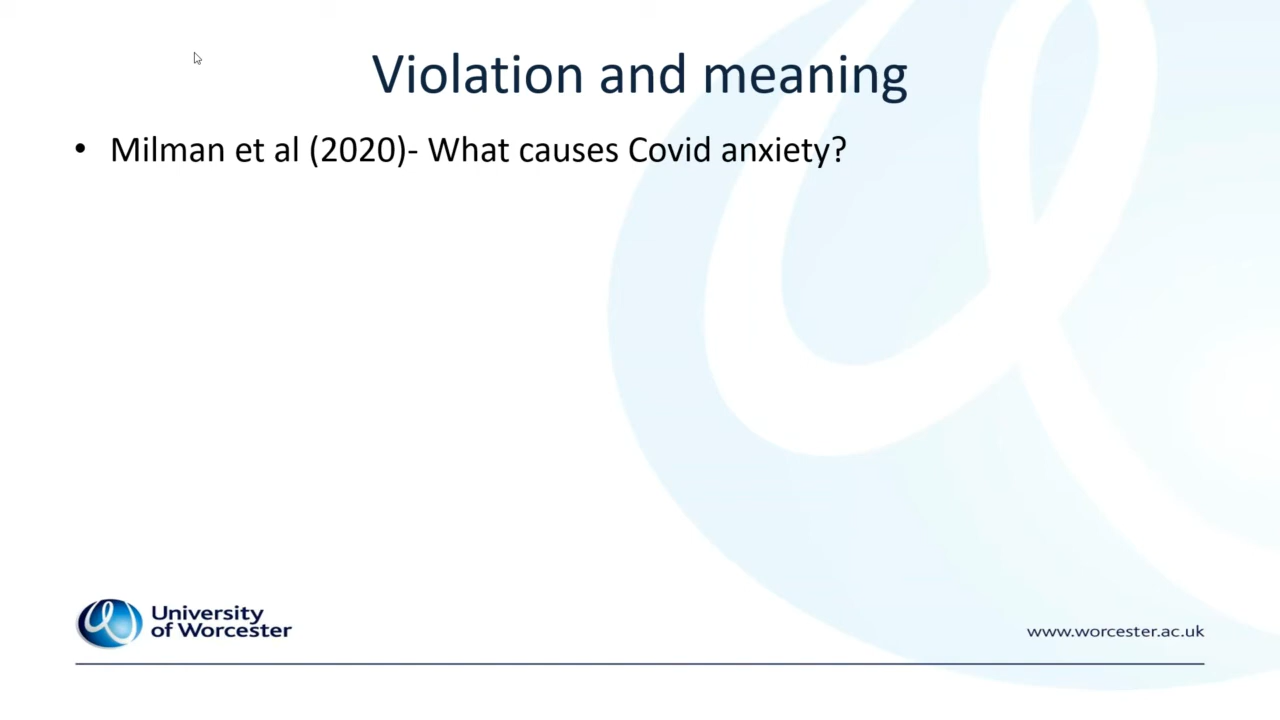 Violation and meaning
• Milman et al (2020)- What causes Covid anxiety?
University
of Worcester
www.worcester.ac.uk